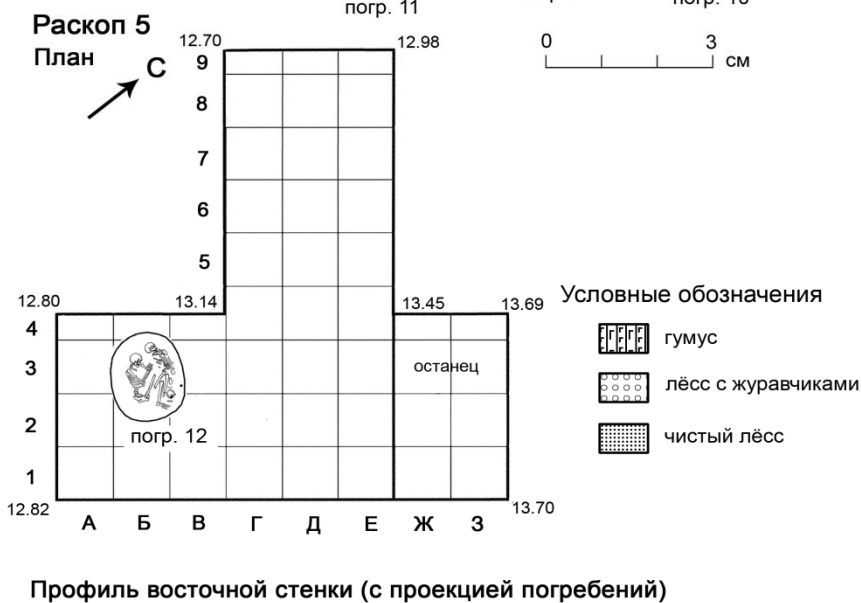 погр. 11
Раскоп 5
План
С
12.70
12.98
0 3
см
9
8
7
6
5
12.80
13.14
13.45
13.69
4
3
2
1
останец
погр. 12
12.82
13.70
А Б В Г Д Е Ж З
Условные обозначения
гумус
лёсс с журавчиками
чистый лёсс
Профиль восточной стенки (с проекцией погребений)